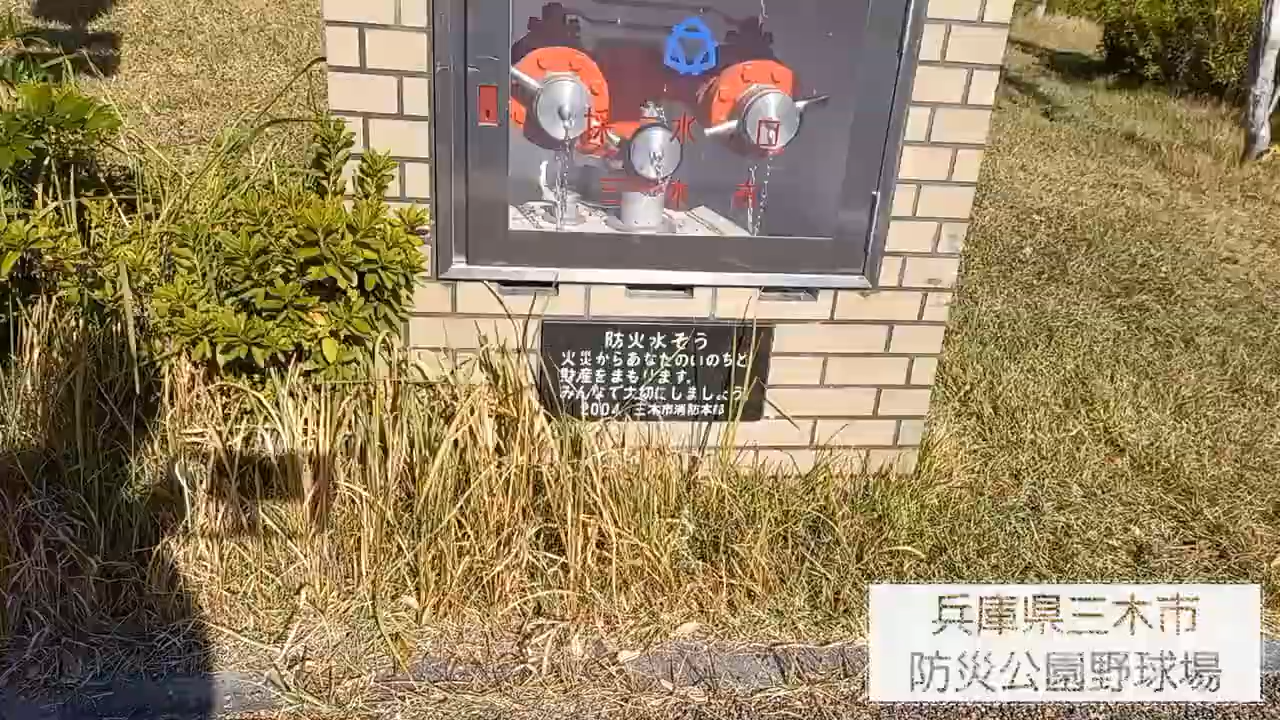 採水口
三木市
防火水そう
火災からあなたのいのちと
財産をまもります。
みんなで大切にしましょう
2004 三木市消防本部
兵庫県三木市
防災公園野球場